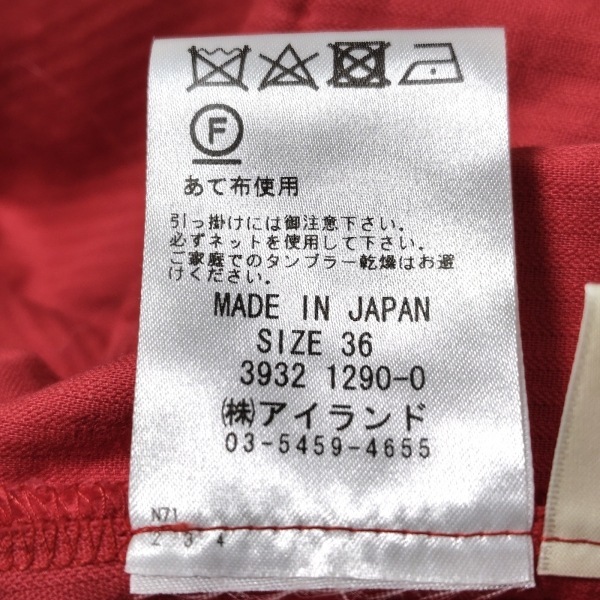 F
あて布使用
引っ掛けには御注意下さい。
必ずネットを使用して下さい。
ご家庭でのタンブラー乾燥はお避
けください。
MADE IN JAPAN
SIZE 36
3932 1290-0
㈱アイランド
03-5459-4655
N71
2 3 4